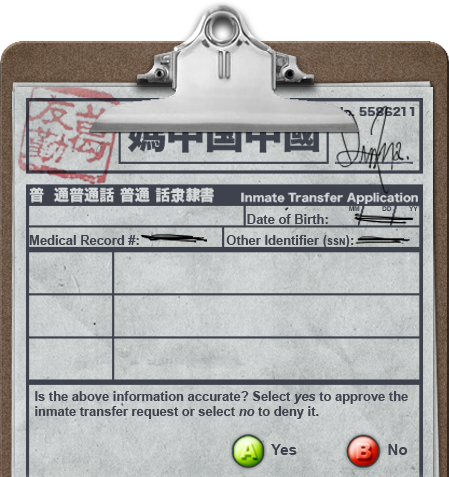 No. 5586211
媽中国中國
普 通普通話 普通 話隶隸書
Inmate Transfer Application
MM DD YY
Date of Birth:
Medical Record #:
Other Identifier (SSN):
Is the above information accurate? Select yes to approve the
inmate transfer request or select no to deny it.
A Yes
B No